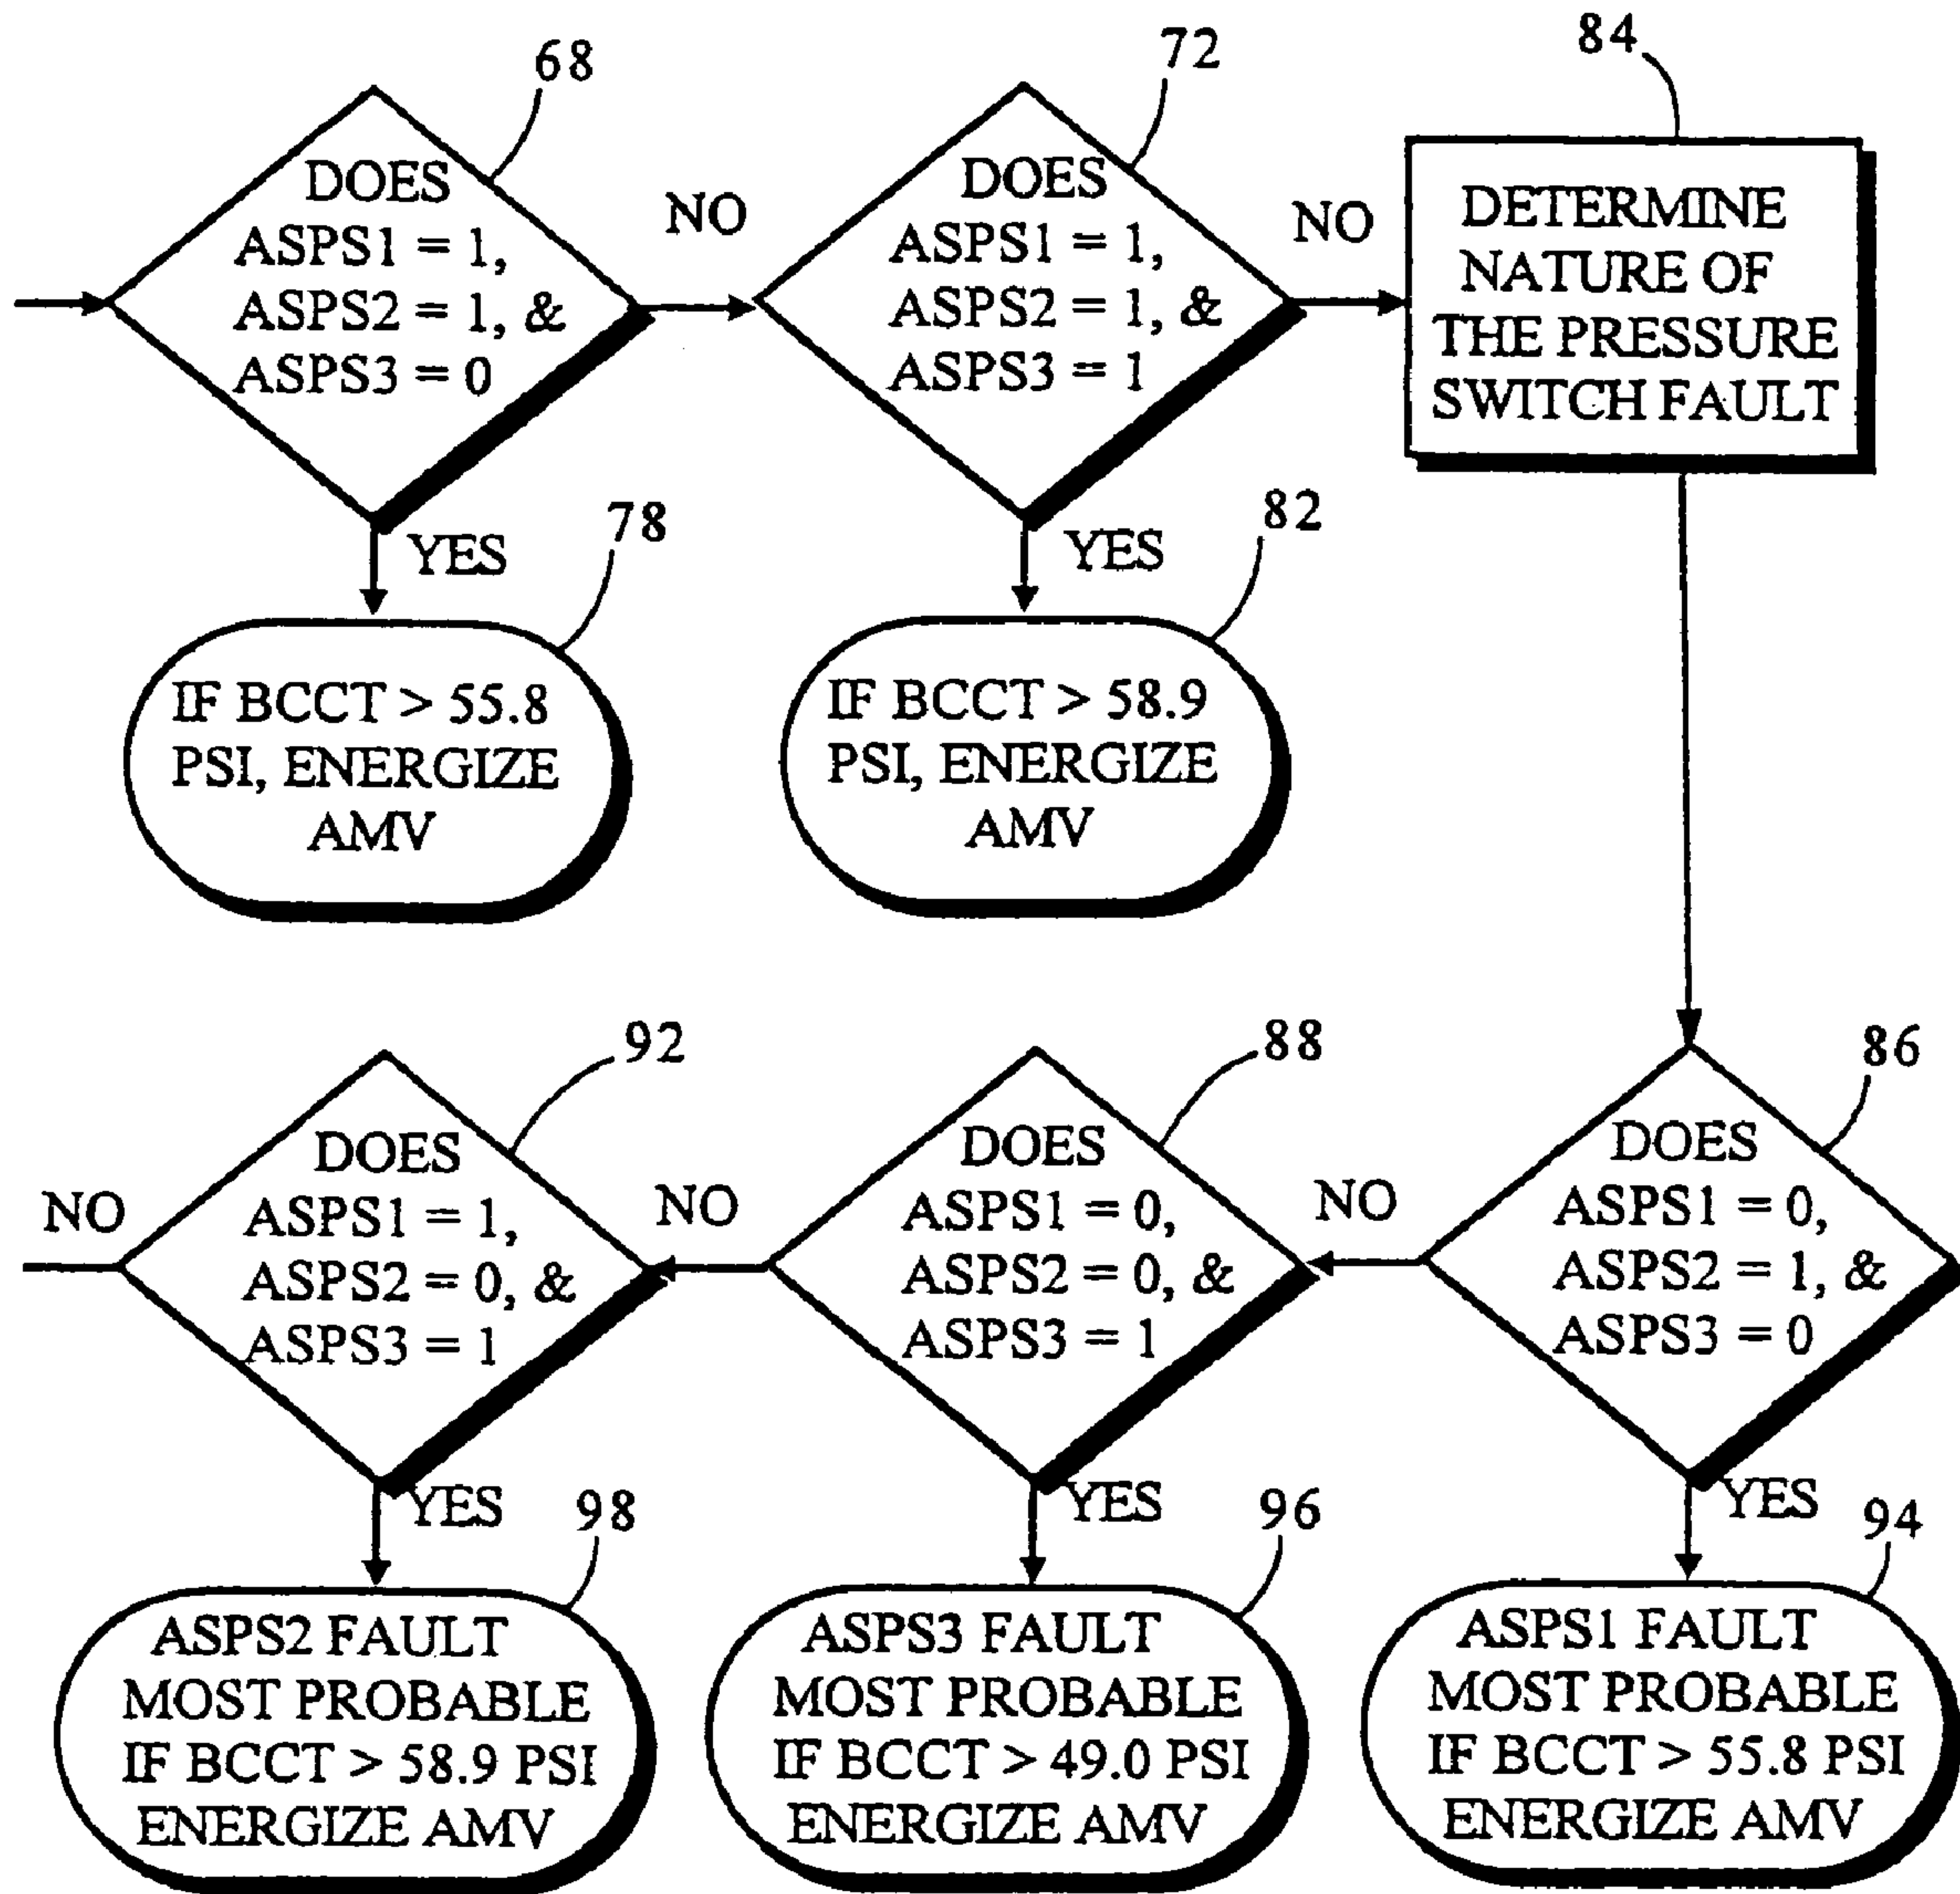 68
DOES
ASPS1 = 1,
ASPS2 = 1, &
ASPS3 = 0
NO
YES
78
IF BCCT > 55.8
PSI, ENERGIZE
AMV
72
DOES
ASPS1 = 1,
ASPS2 = 1, &
ASPS3 = 1
NO
YES
82
IF BCCT > 58.9
PSI, ENERGIZE
AMV
84
DETERMINE
NATURE OF
THE PRESSURE
SWITCH FAULT
86
DOES
ASPS1 = 0,
ASPS2 = 1, &
ASPS3 = 0
NO
YES
94
ASPS1 FAULT
MOST PROBABLE
IF BCCT > 55.8 PSI
ENERGIZE AMV
88
DOES
ASPS1 = 0,
ASPS2 = 0, &
ASPS3 = 1
NO
YES
96
ASPS3 FAULT
MOST PROBABLE
IF BCCT > 49.0 PSI
ENERGIZE AMV
92
DOES
ASPS1 = 1,
ASPS2 = 0, &
ASPS3 = 1
NO
YES
98
ASPS2 FAULT
MOST PROBABLE
IF BCCT > 58.9 PSI
ENERGIZE AMV